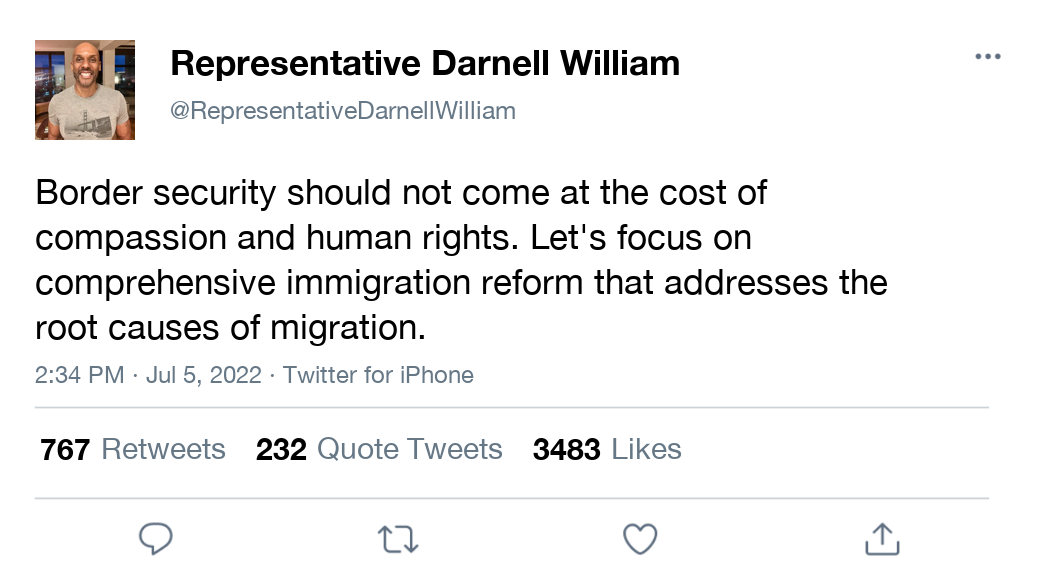 Representative Darnell William
@RepresentativeDarnellWilliam
Border security should not come at the cost of
compassion and human rights. Let's focus on
comprehensive immigration reform that addresses the
root causes of migration.
2:34 PM · Jul 5, 2022 · Twitter for iPhone
767 Retweets 232 Quote Tweets 3483 Likes